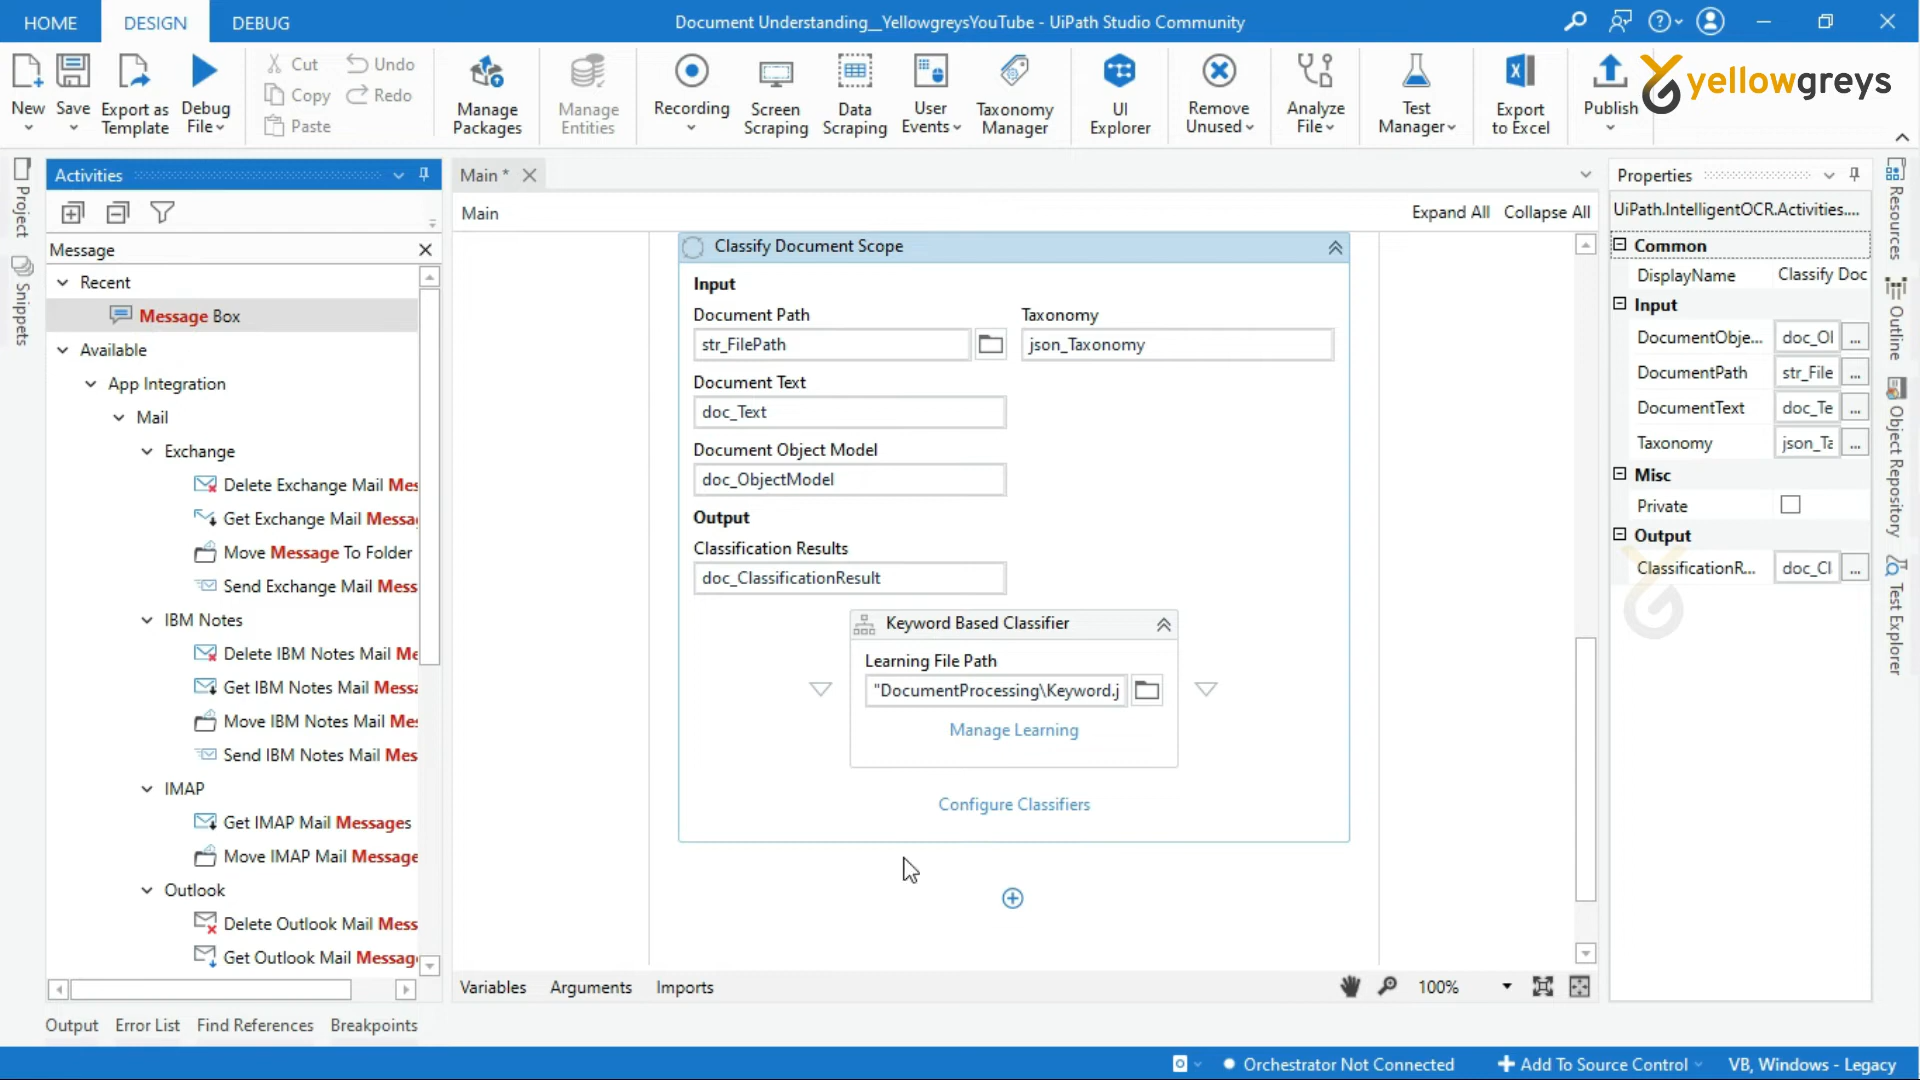 HOME
DESIGN
DEBUG
Document Understanding__YellowgreysYouTube - UiPath Studio Community
New
Save
Export as Template
Debug File
Cut
Copy
Paste
Undo
Redo
Manage Packages
Manage Entities
Recording
Screen Scraping
Data Scraping
User Events
Taxonomy Manager
UI Explorer
Remove Unused
Analyze File
Test Manager
Export to Excel
Publish
yellowgreys
Project
Snippets
Activities
Message
Recent
Message Box
Available
App Integration
Mail
Exchange
Delete Exchange Mail Mes
Get Exchange Mail Messa
Move Message To Folder
Send Exchange Mail Mess
IBM Notes
Delete IBM Notes Mail Me
Get IBM Notes Mail Messa
Move IBM Notes Mail Mes
Send IBM Notes Mail Mes
IMAP
Get IMAP Mail Messages
Move IMAP Mail Message
Outlook
Delete Outlook Mail Mess
Get Outlook Mail Messag
Main *
Main
Expand All
Collapse All
Classify Document Scope
Input
Document Path
Taxonomy
str_FilePath
json_Taxonomy
Document Text
doc_Text
Document Object Model
doc_ObjectModel
Output
Classification Results
doc_ClassificationResult
Keyword Based Classifier
Learning File Path
"DocumentProcessing\Keyword.j
Manage Learning
Configure Classifiers
Variables
Arguments
Imports
100%
Properties
UiPath.IntelligentOCR.Activities....
Common
DisplayName
Classify Doc
Input
DocumentObje...
doc_Ol
...
DocumentPath
str_File
...
DocumentText
doc_Te
...
Taxonomy
json_Ta
...
Misc
Private
Output
ClassificationR...
doc_Cl
...
Resources
Outline
Object Repository
Test Explorer
Output
Error List
Find References
Breakpoints
Orchestrator Not Connected
Add To Source Control
VB, Windows - Legacy